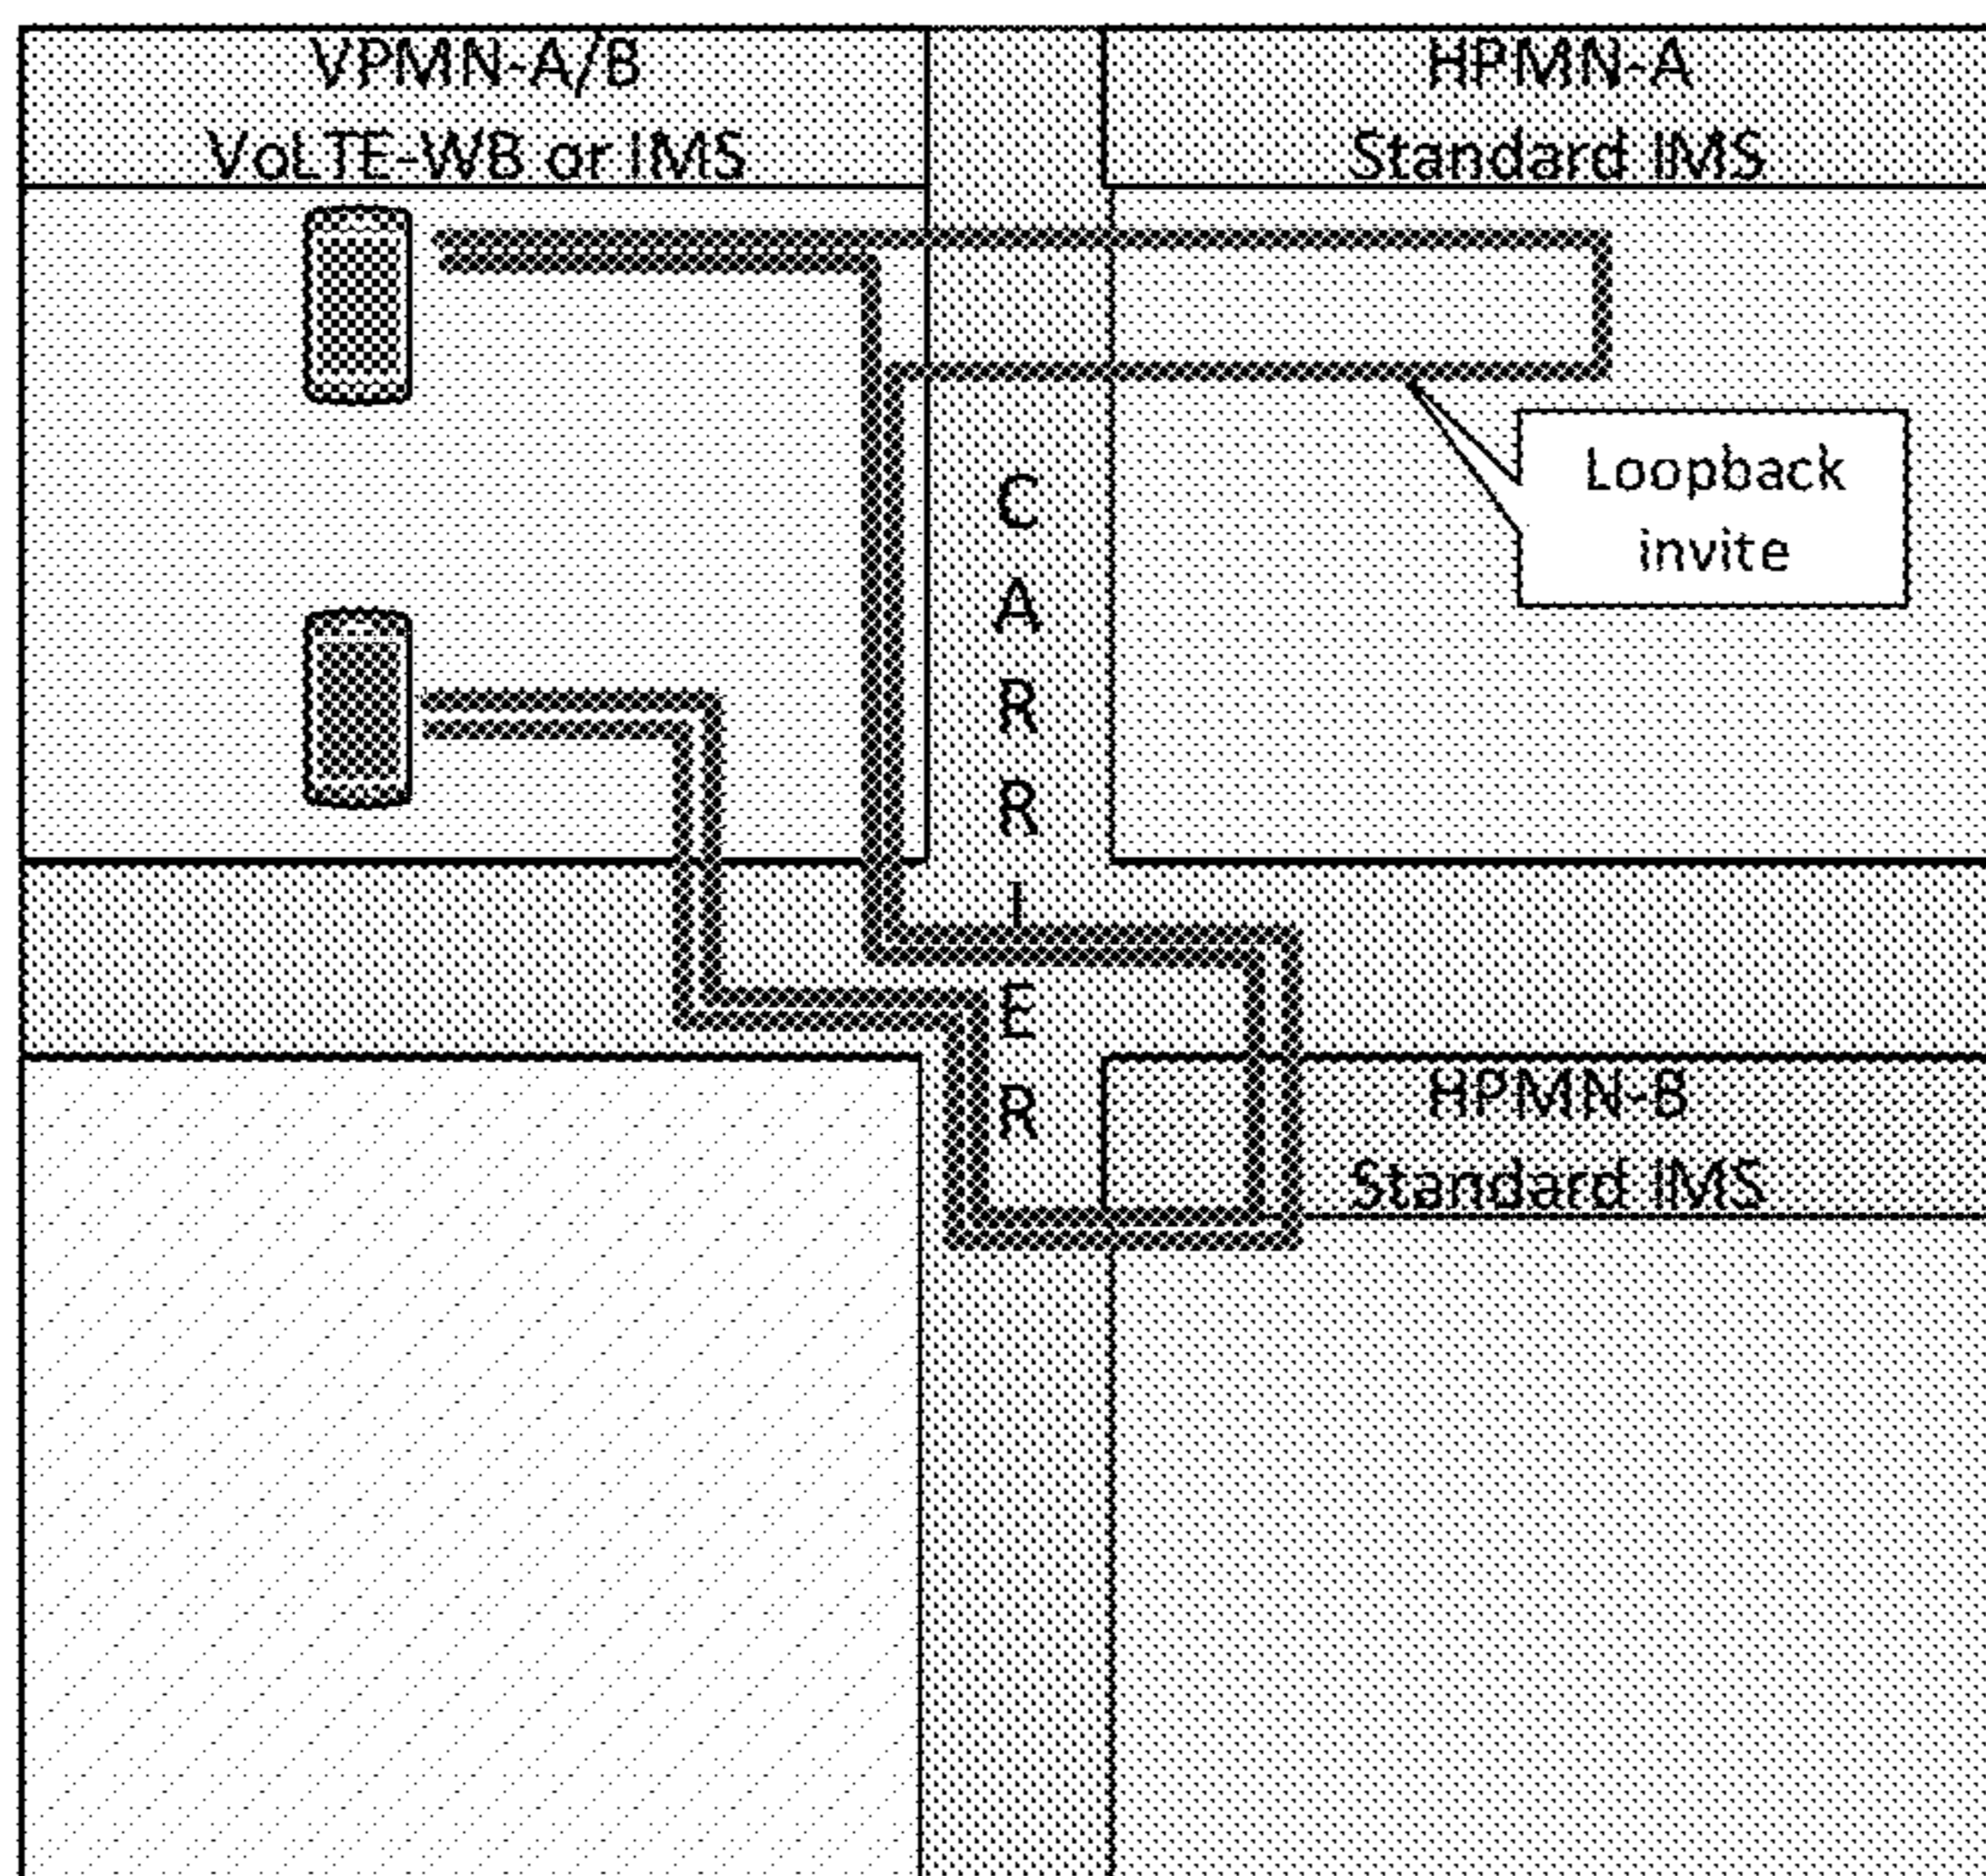 VPMN-A/B
VoLTE-WB or IMS
HPMN-A
Standard IMS
Loopback
invite
C
A
R
R
I
E
R
HPMN-B
Standard IMS